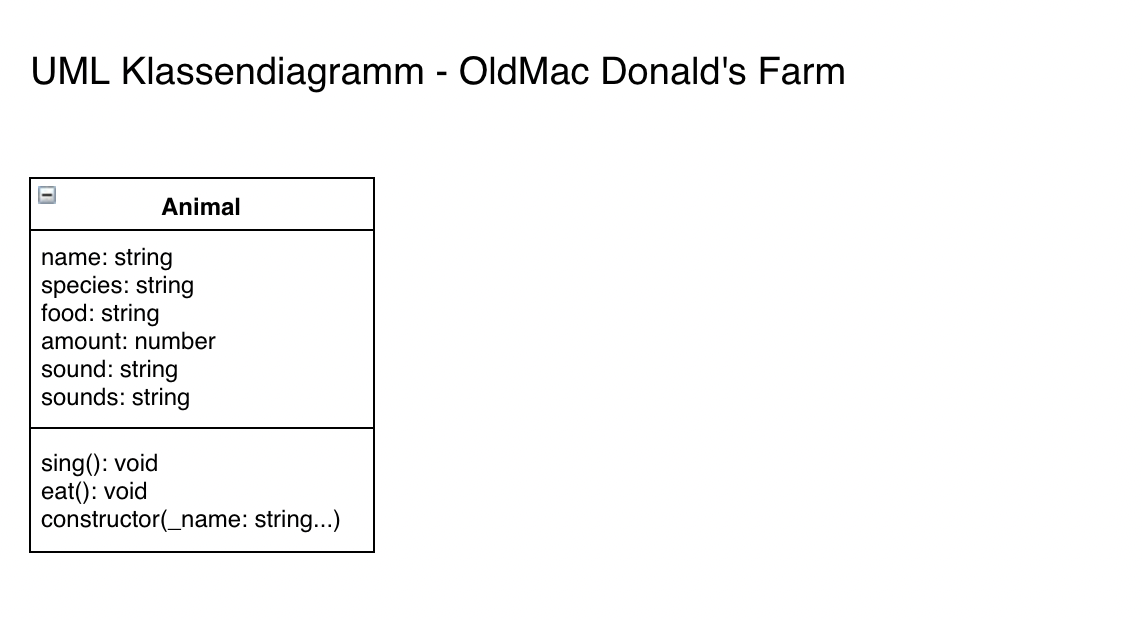 UML Klassendiagramm - OldMac Donald's Farm
Animal
name: string
species: string
food: string
amount: number
sound: string
sounds: string
sing(): void
eat(): void
constructor(_name: string...)